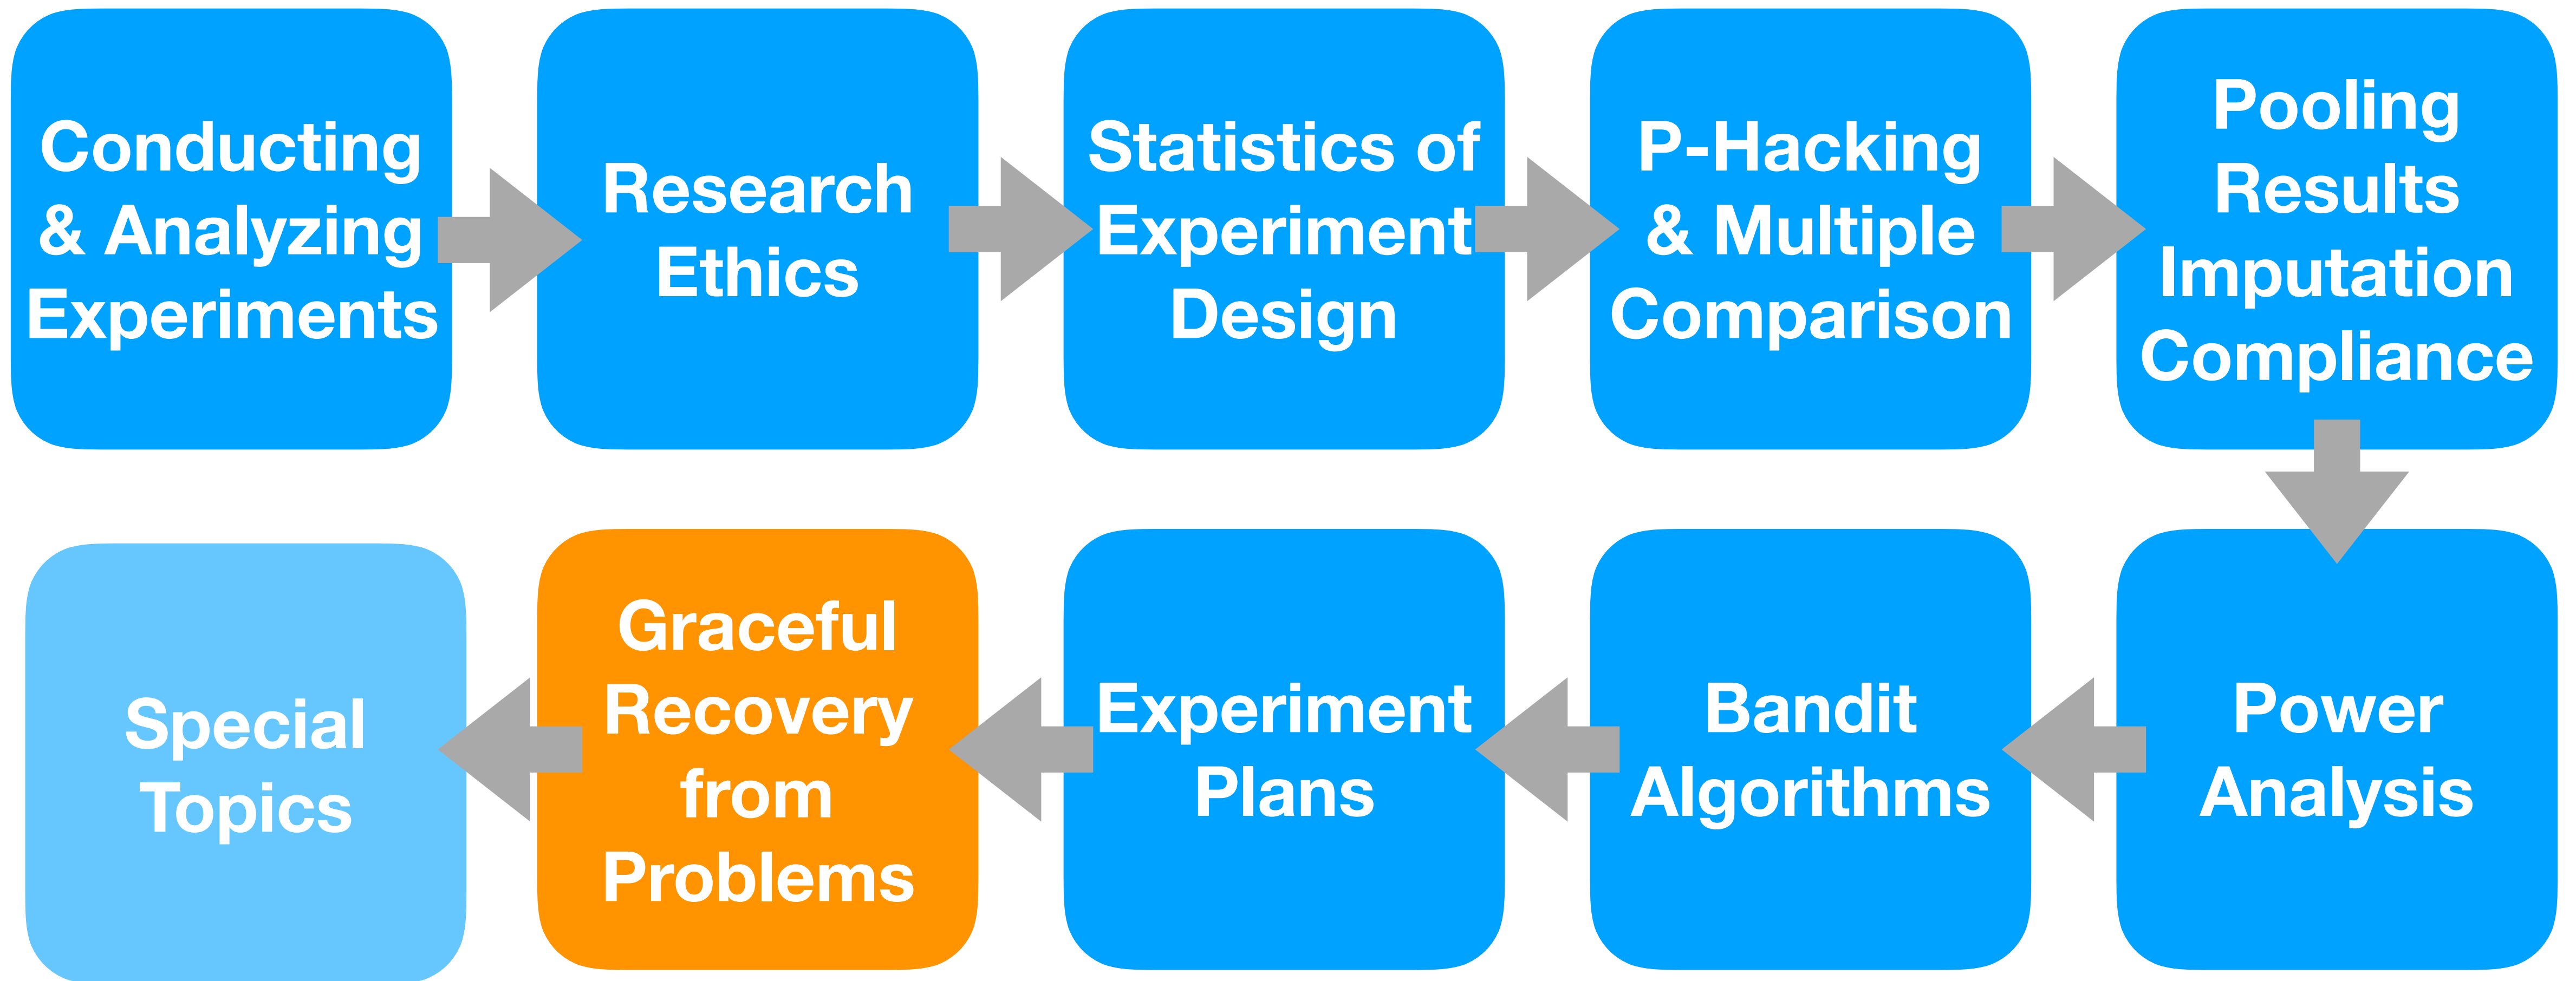 Conducting
& Analyzing
Experiments
Research
Ethics
Statistics of
Experiment
Design
P-Hacking
& Multiple
Comparison
Pooling
Results
Imputation
Compliance
Power
Analysis
Bandit
Algorithms
Experiment
Plans
Graceful
Recovery
from
Problems
Special
Topics